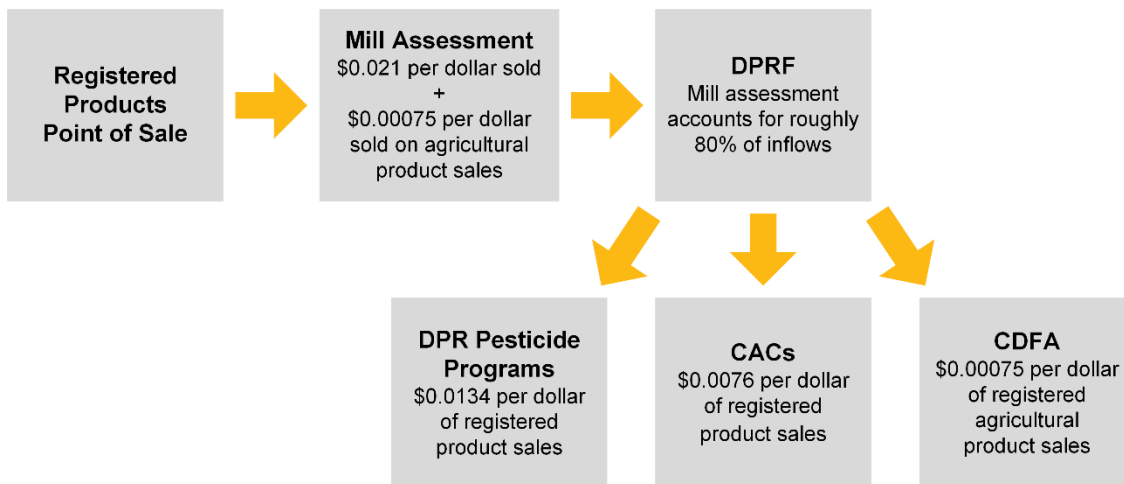 Registered
Products
Point of Sale
Mill Assessment
$0.021 per dollar sold
+
$0.00075 per dollar
sold on agricultural
product sales
DPRF
Mill assessment
accounts for roughly
80% of inflows
DPR Pesticide
Programs
$0.0134 per dollar
of registered
product sales
CACs
$0.0076 per dollar
of registered
product sales
CDFA
$0.00075 per dollar
of registered
agricultural
product sales